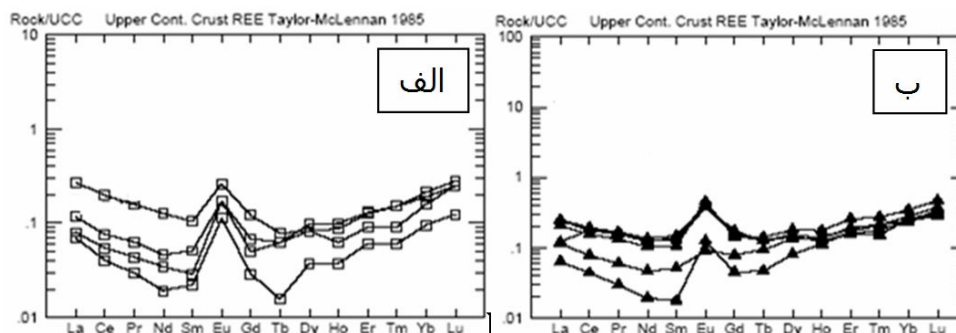 Rock/UCC Upper Cont. Crust REE Taylor-McLennan 1985
10
1
.1
.01
الف
La Ce Pr Nd Sm Eu Gd Tb Dy Ho Er Tm Yb Lu
Rock/UCC Upper Cont. Crust REE Taylor-McLennan 1985
100
10
1
.1
.01
ب
La Ce Pr Nd Sm Eu Gd Tb Dy Ho Er Tm Yb Lu